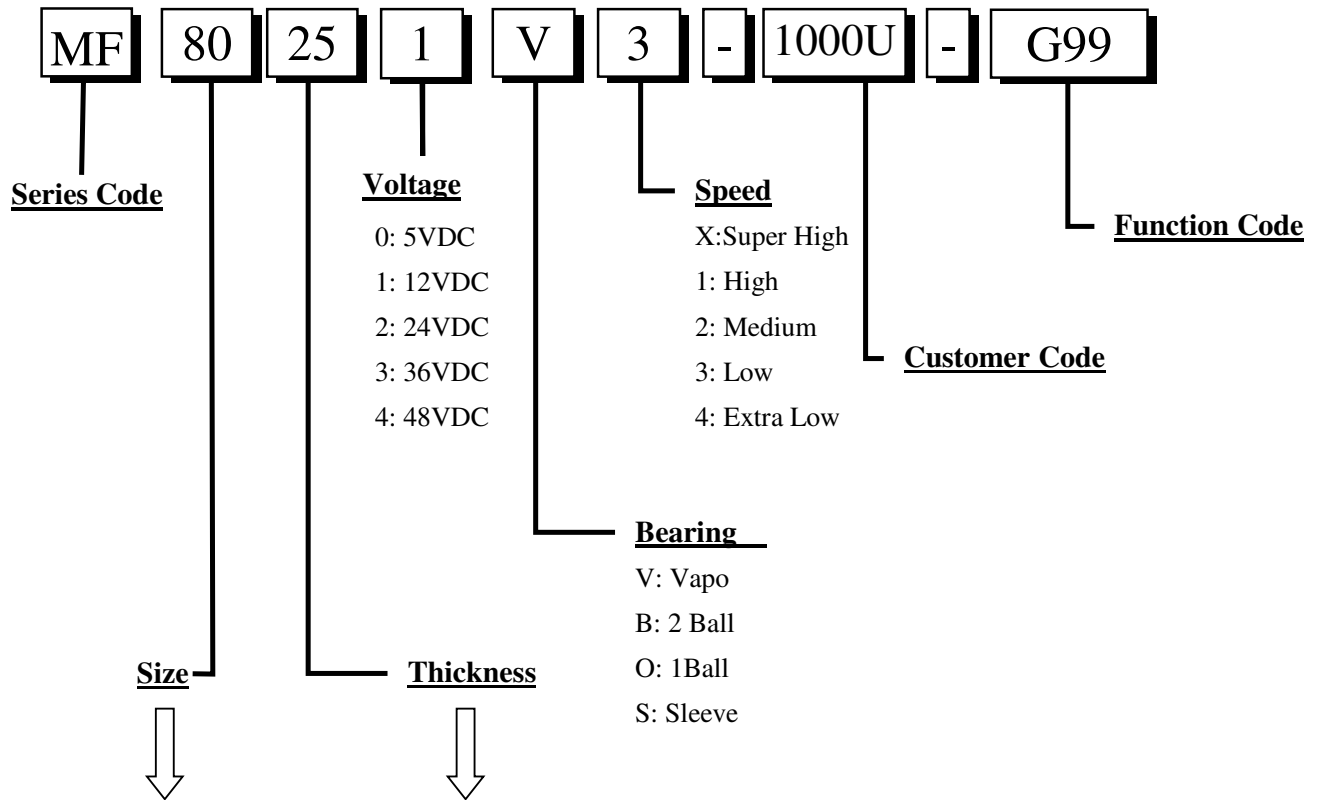 MF 80 25 1 V 3 - 1000U - G99
Series Code
Voltage
0: 5VDC
1: 12VDC
2: 24VDC
3: 36VDC
4: 48VDC
Speed
X:Super High
1: High
2: Medium
3: Low
4: Extra Low
Function Code
Customer Code
Bearing
V: Vapo
B: 2 Ball
O: 1Ball
S: Sleeve
Size
Thickness